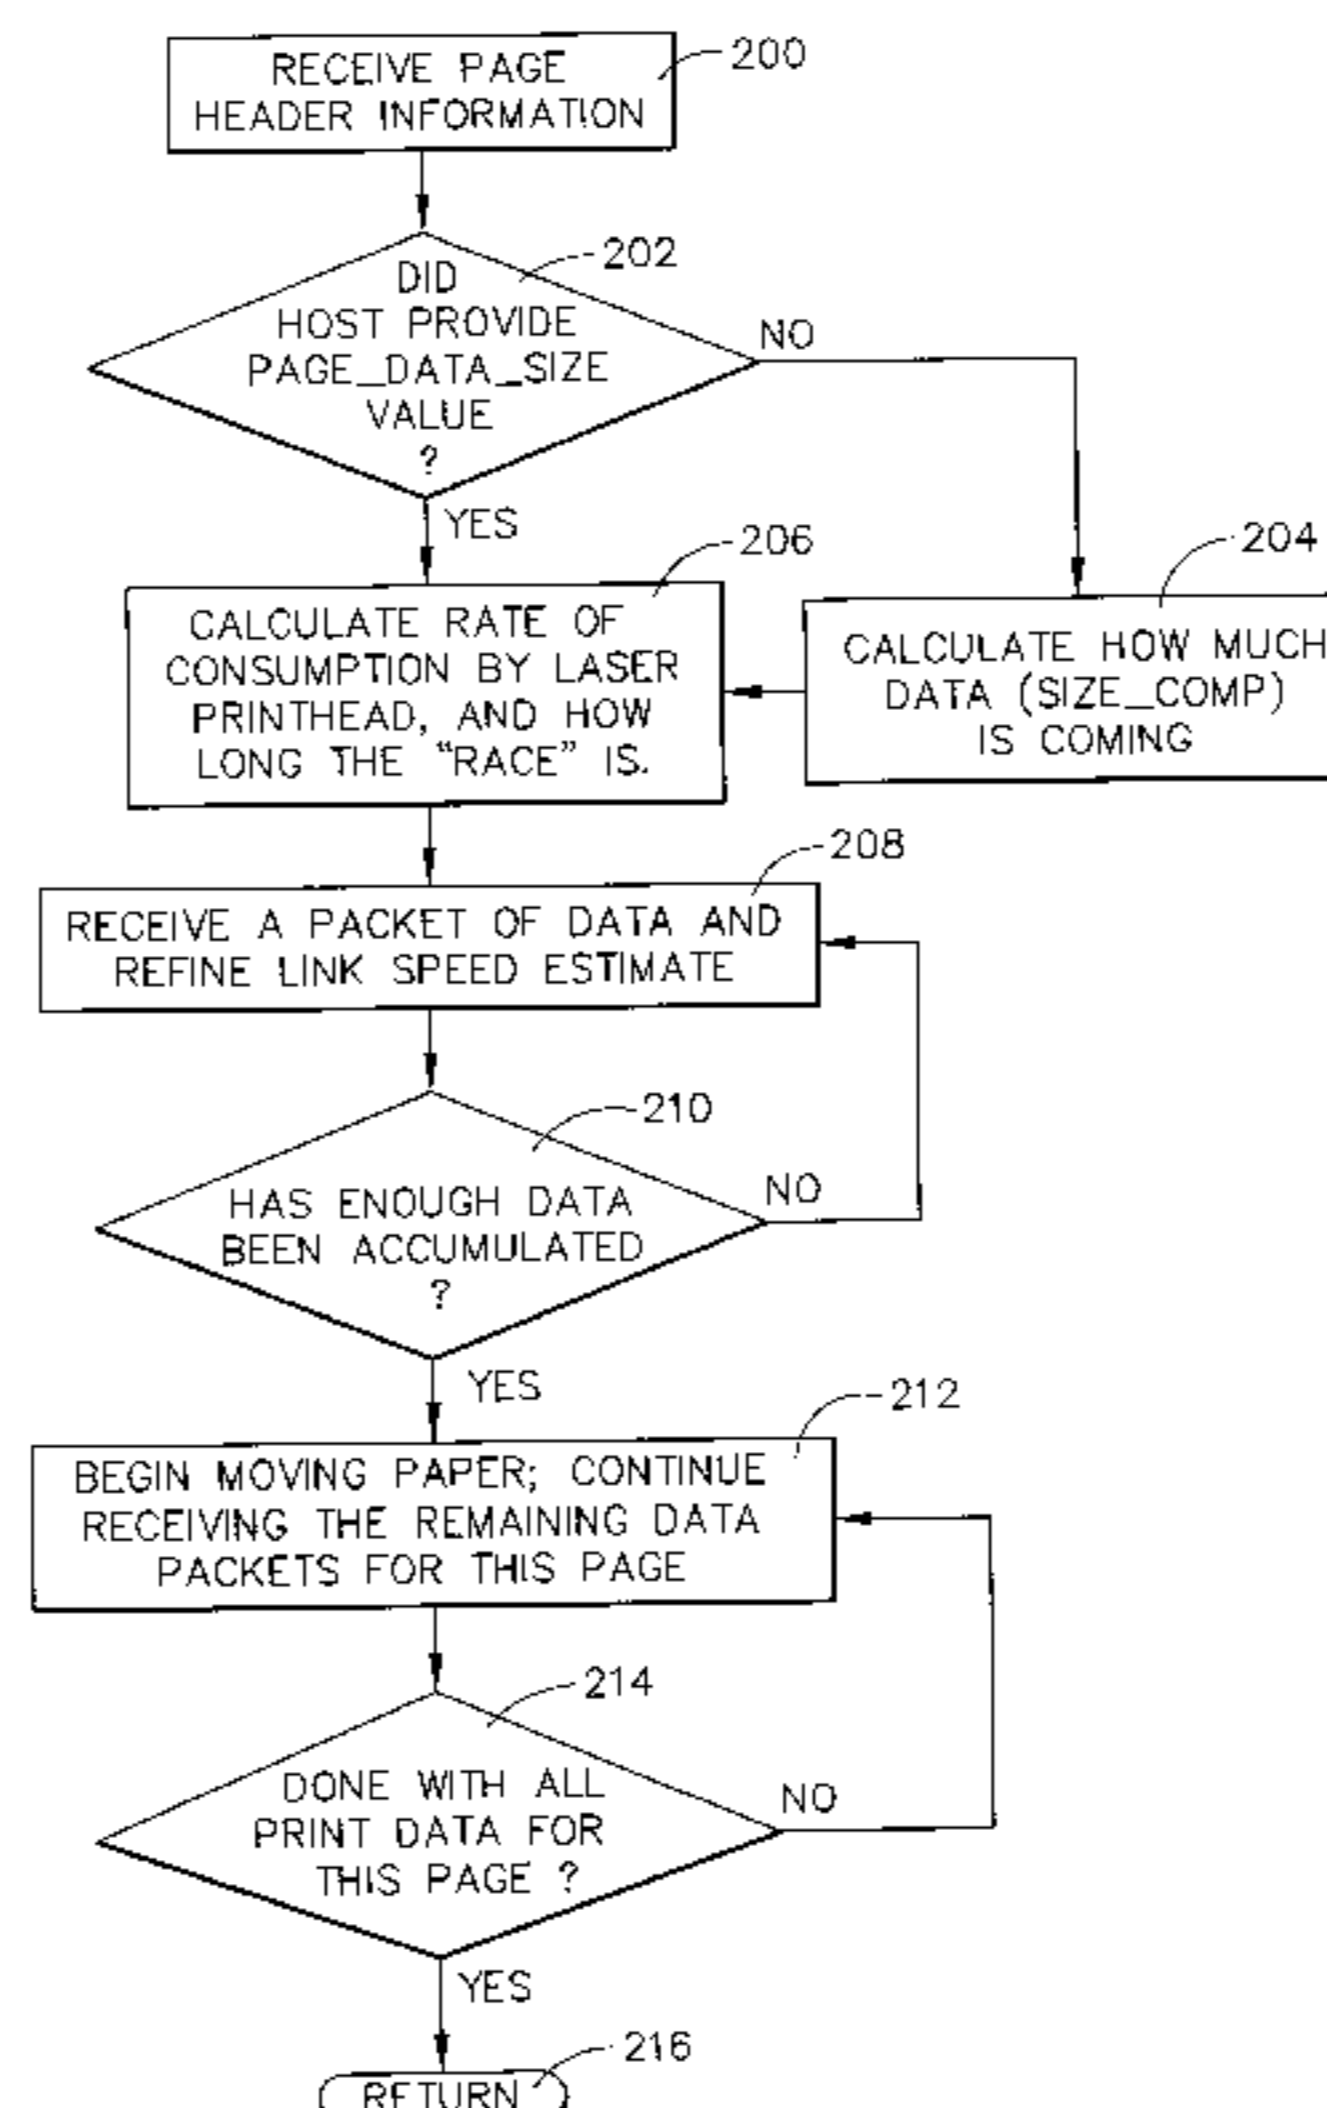 RECEIVE PAGE
HEADER INFORMATION
200
DID
HOST PROVIDE
PAGE_DATA_SIZE
VALUE
?
202
NO
YES
206
CALCULATE RATE OF
CONSUMPTION BY LASER
PRINTHEAD, AND HOW
LONG THE “RACE” IS.
204
CALCULATE HOW MUCH
DATA (SIZE_COMP)
IS COMING
208
RECEIVE A PACKET OF DATA AND
REFINE LINK SPEED ESTIMATE
210
HAS ENOUGH DATA
BEEN ACCUMULATED
?
NO
YES
212
BEGIN MOVING PAPER; CONTINUE
RECEIVING THE REMAINING DATA
PACKETS FOR THIS PAGE
214
DONE WITH ALL
PRINT DATA FOR
THIS PAGE ?
NO
YES
216
RETURN